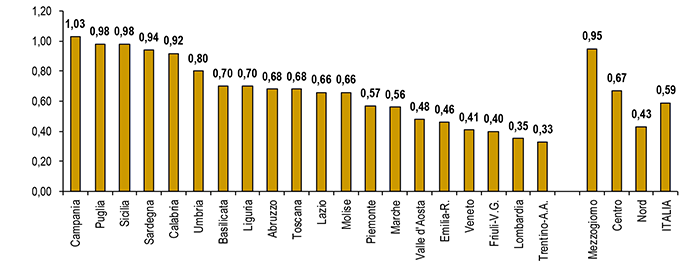 1,20
1,00
0,80
0,60
0,40
0,20
0,00
1,03
0,98
0,98
0,94
0,92
0,80
0,70
0,70
0,68
0,68
0,66
0,66
0,57
0,56
0,48
0,46
0,41
0,40
0,35
0,33
0,95
0,67
0,43
0,59
Campania
Puglia
Sicilia
Sardegna
Calabria
Umbria
Basilicata
Liguria
Abruzzo
Toscana
Lazio
Molise
Piemonte
Marche
Valle d'Aosta
Emilia-R.
Veneto
Friuli-V.G.
Lombardia
Trentino-A.A.
Mezzogiorno
Centro
Nord
ITALIA